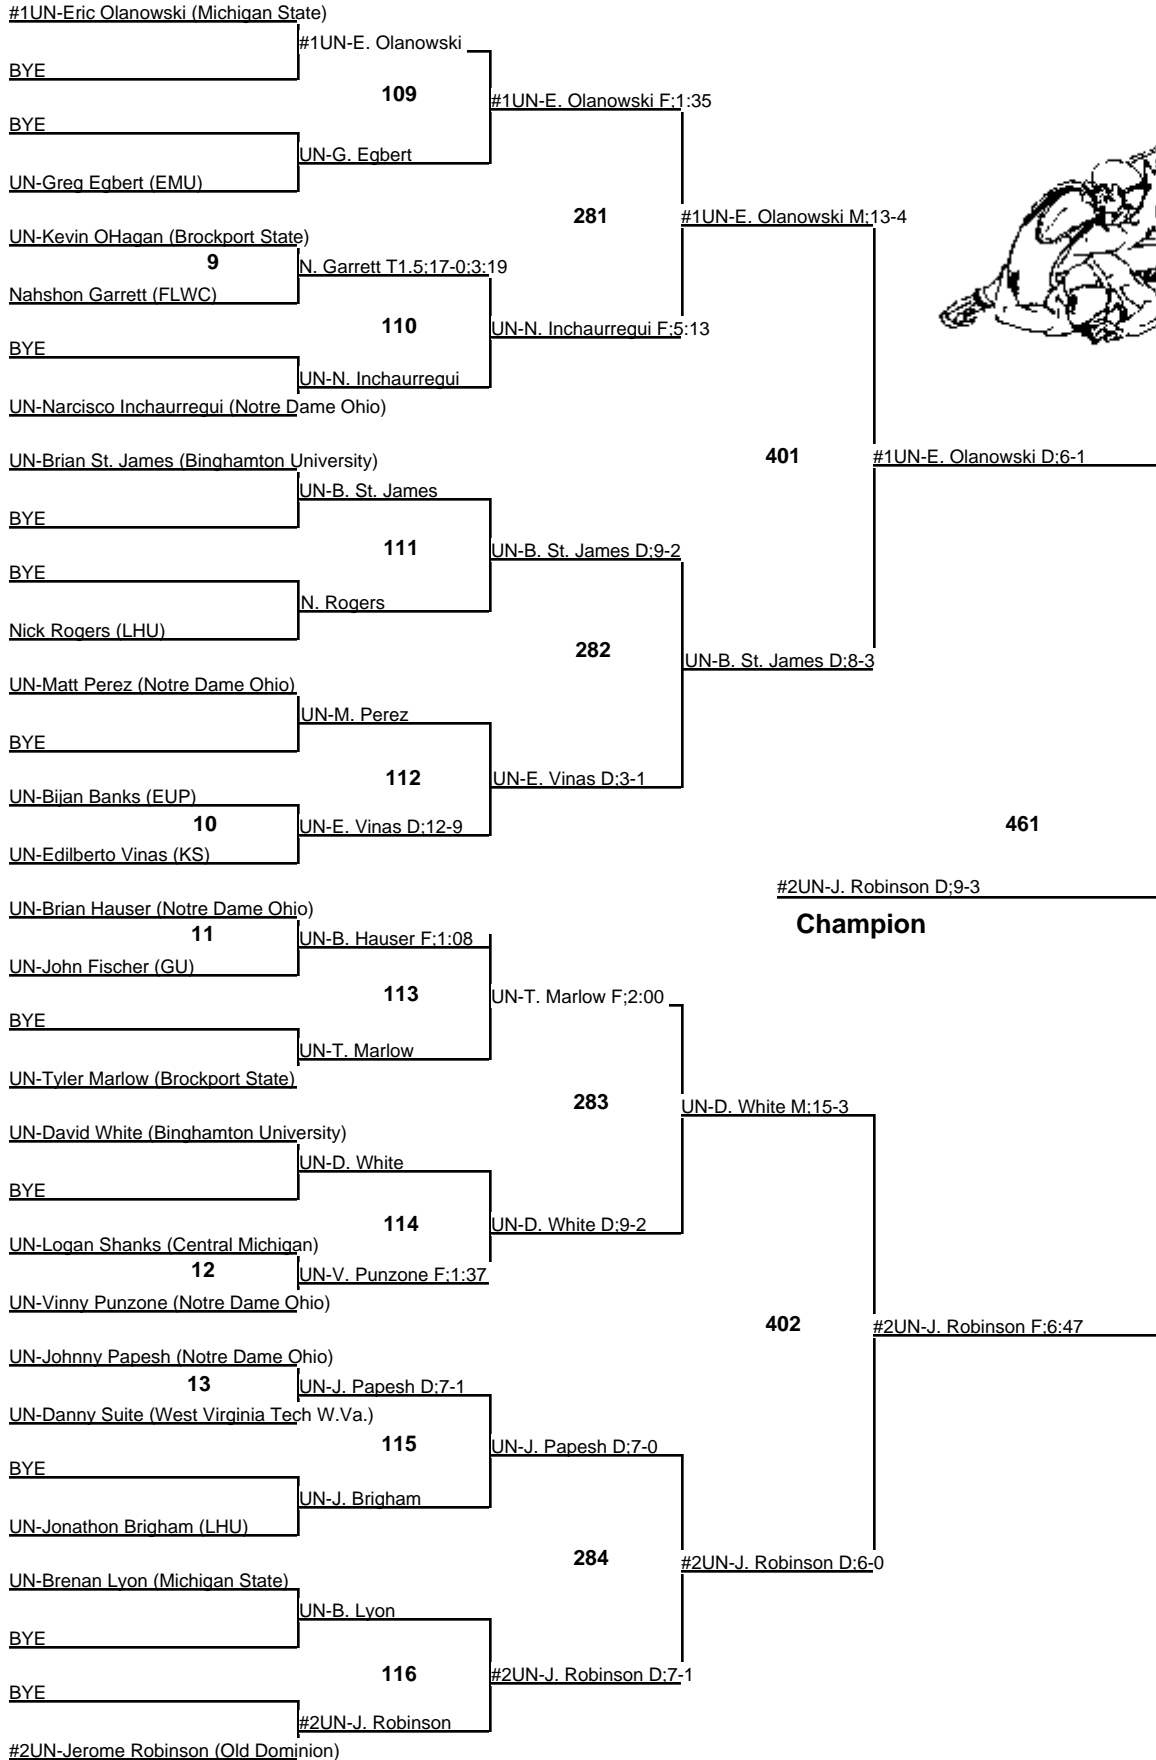 #1UN-Eric Olanowski (Michigan State)
#1UN-E. Olanowski
BYE
109
#1UN-E. Olanowski F;1:35
BYE
UN-G. Egbert
UN-Greg Egbert (EMU)
281
#1UN-E. Olanowski M;13-4
UN-Kevin OHagan (Brockport State)
9
N. Garrett T1.5;17-0;3:19
Nahshon Garrett (FLWC)
110
UN-N. Inchaurregui F;5:13
BYE
UN-N. Inchaurregui
UN-Narcisco Inchaurregui (Notre Dame Ohio)
401
#1UN-E. Olanowski D;6-1
UN-Brian St. James (Binghamton University)
UN-B. St. James
BYE
111
UN-B. St. James D;9-2
BYE
N. Rogers
Nick Rogers (LHU)
282
UN-B. St. James D;8-3
UN-Matt Perez (Notre Dame Ohio)
UN-M. Perez
BYE
112
UN-E. Vinas D;3-1
UN-Bijan Banks (EUP)
10
UN-E. Vinas D;12-9
UN-Edilberto Vinas (KS)
461
#2UN-J. Robinson D;9-3
Champion
UN-Brian Hauser (Notre Dame Ohio)
11
UN-B. Hauser F;1:08
UN-John Fischer (GU)
113
UN-T. Marlow F;2:00
BYE
UN-T. Marlow
UN-Tyler Marlow (Brockport State)
283
UN-D. White M;15-3
UN-David White (Binghamton University)
UN-D. White
BYE
114
UN-D. White D;9-2
UN-Logan Shanks (Central Michigan)
12
UN-V. Punzone F;1:37
UN-Vinny Punzone (Notre Dame Ohio)
402
#2UN-J. Robinson F;6:47
UN-Johnny Papesh (Notre Dame Ohio)
13
UN-J. Papesh D;7-1
UN-Danny Suite (West Virginia Tech W.Va.)
115
UN-J. Papesh D;7-0
BYE
UN-J. Brigham
UN-Jonathon Brigham (LHU)
284
#2UN-J. Robinson D;6-0
UN-Brenan Lyon (Michigan State)
UN-B. Lyon
BYE
116
#2UN-J. Robinson D;7-1
BYE
#2UN-J. Robinson
#2UN-Jerome Robinson (Old Dominion)